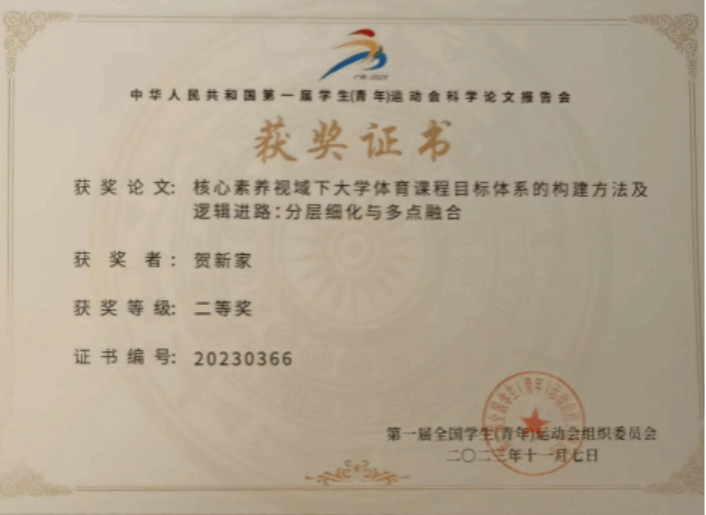 广西·2023
中华人民共和国第一届学生(青年)运动会科学论文报告会
获奖证书
获奖论文: 核心素养视域下大学体育课程目标体系的构建方法及
逻辑进路:分层细化与多点融合
获奖者: 贺新家
获奖等级: 二等奖
证书编号: 20230366
第一届全国学生(青年)运动会组织委员会
二〇二三年十一月七日